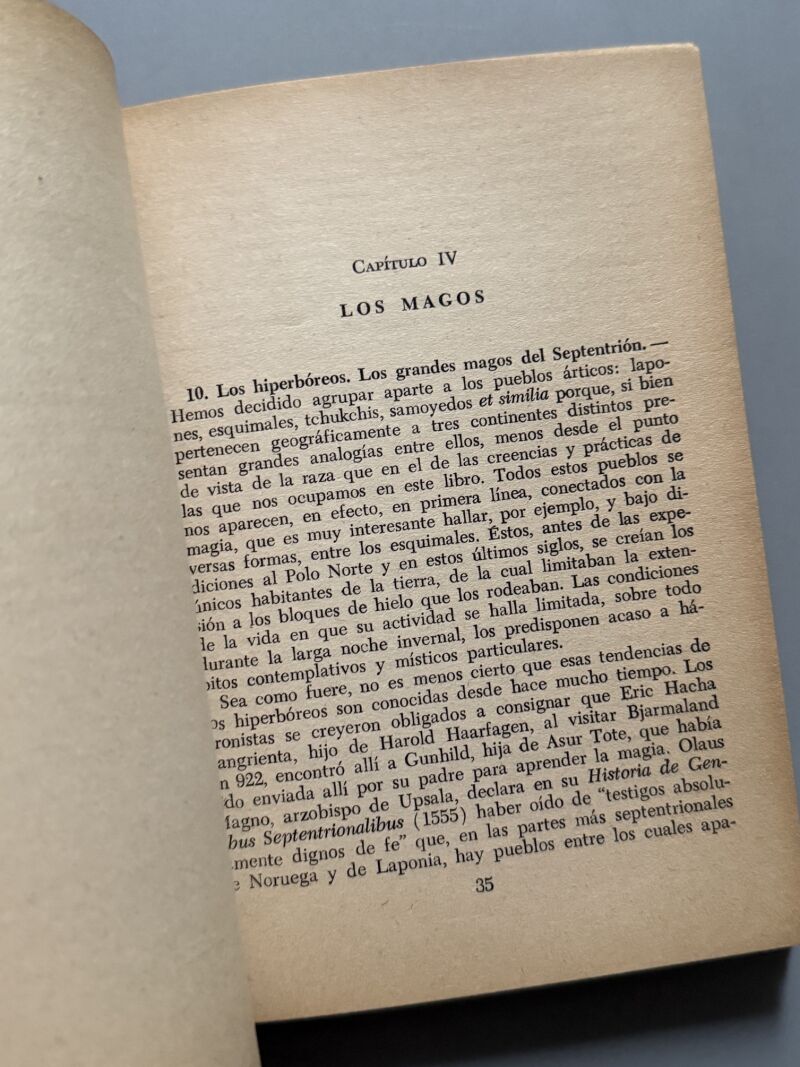 Capítulo IV
LOS MAGOS
10. Los hiperbóreos. Los grandes magos del Septentrión. —
Hemos decidido agrupar aparte a los pueblos árticos: lapo-
nes, esquimales, tchukchis, samoyedos et similia porque, si bien
pertenecen geográficamente a tres continentes distintos pre-
sentan grandes analogías entre ellos, menos desde el punto
de vista de la raza que en el de las creencias y prácticas de
las que nos ocupamos en este libro. Todos estos pueblos se
nos aparecen, en efecto, en primera línea, conectados con la
magia, que es muy interesante hallar, por ejemplo, y bajo di-
versas formas, entre los esquimales. Éstos, antes de las expe-
diciones al Polo Norte y en estos últimos siglos, se creían los
únicos habitantes de la tierra, de la cual limitaban la exten-
sión a los bloques de hielo que los rodeaban. Las condiciones
de la vida en que su actividad se halla limitada, sobre todo
durante la larga noche invernal, los predisponen acaso a há-
bitos contemplativos y místicos particulares.
Sea como fuere, no es menos cierto que esas tendencias de
os hiperbóreos son conocidas desde hace mucho tiempo. Los
ronistas se creyeron obligados a consignar que Eric Hacha
angrienta, hijo de Harold Haarfagen, al visitar Bjarmaland
n 922, encontró allí a Gunhild, hija de Asur Tote, que había
do enviada allí por su padre para aprender la magia. Olaus
Magno, arzobispo de Upsala, declara en su Historia de Gen-
bus Septentrionalibus (1555) haber oído de "testigos absolu-
mente dignos de fe" que, en las partes más septentrionales
e Noruega y de Laponia, hay pueblos entre los cuales apa-
35